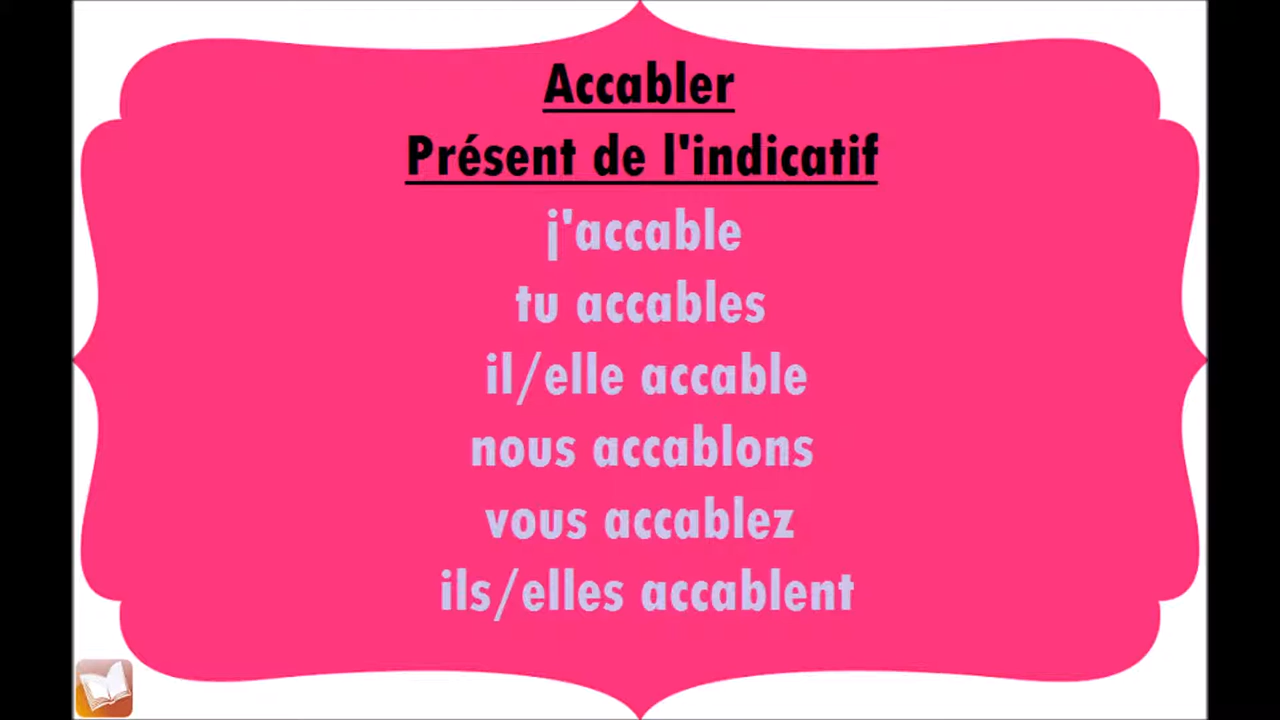 Accabler
Présent de l'indicatif
j'accable
tu accables
il/elle accable
nous accablons
vous accablez
ils/elles accablent